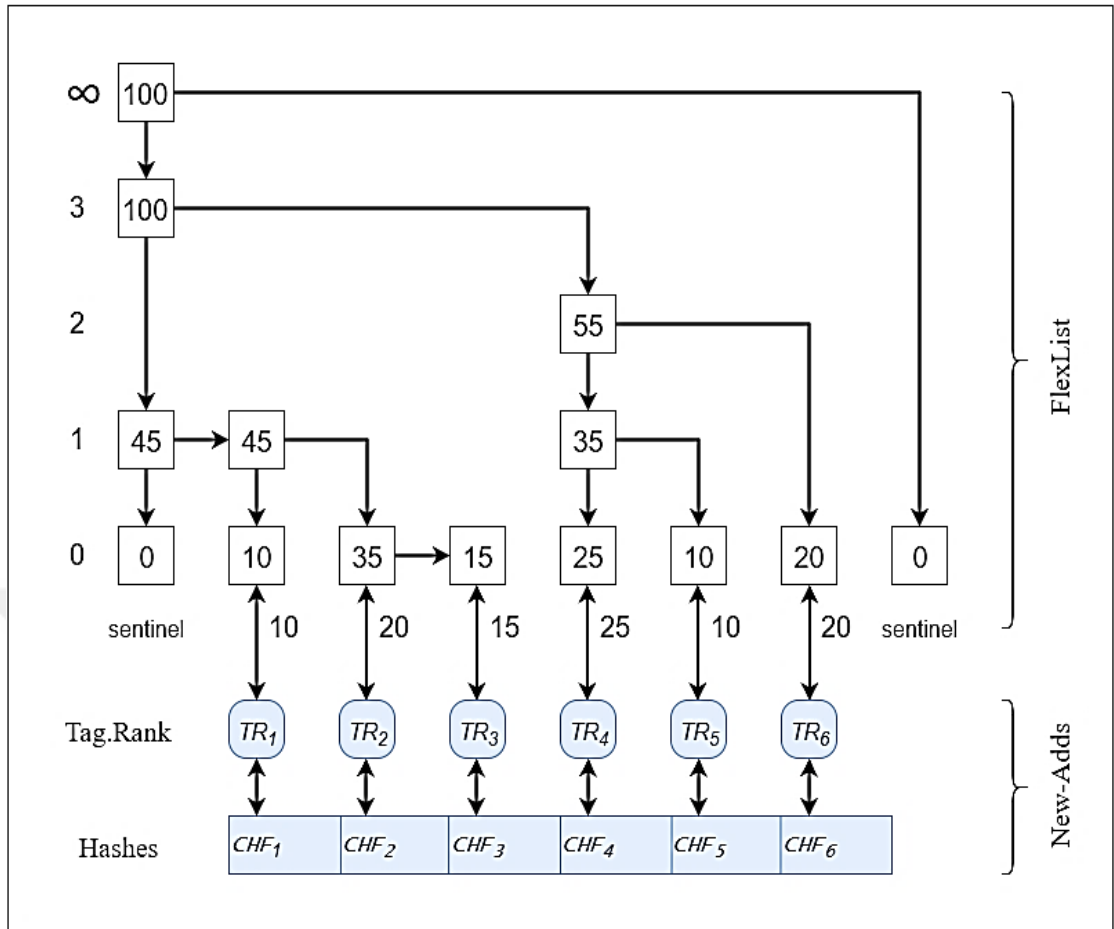 ∞ 100
3 100
2 55
1 45 45 35
0 0 10 35 15 25 10 20 0
sentinel 10 20 15 25 10 20 sentinel
FlexList
Tag.Rank TR1 TR2 TR3 TR4 TR5 TR6
Hashes CHF1 CHF2 CHF3 CHF4 CHF5 CHF6
New-Adds